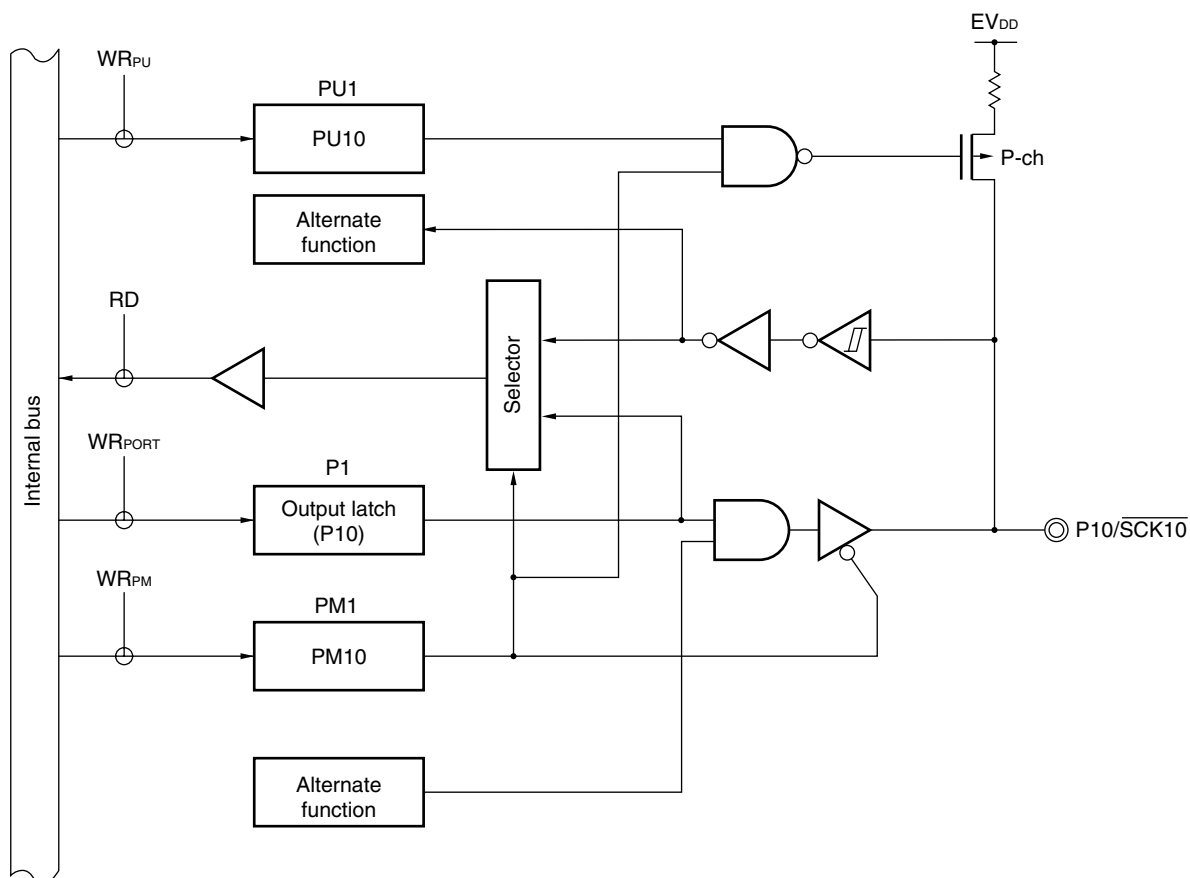 EVDD
WRPU
PU1
PU10
P-ch
Alternate
function
RD
Selector
Internal bus
WRPORT
P1
Output latch
(P10)
P10/SCK10
WRPM
PM1
PM10
Alternate
function